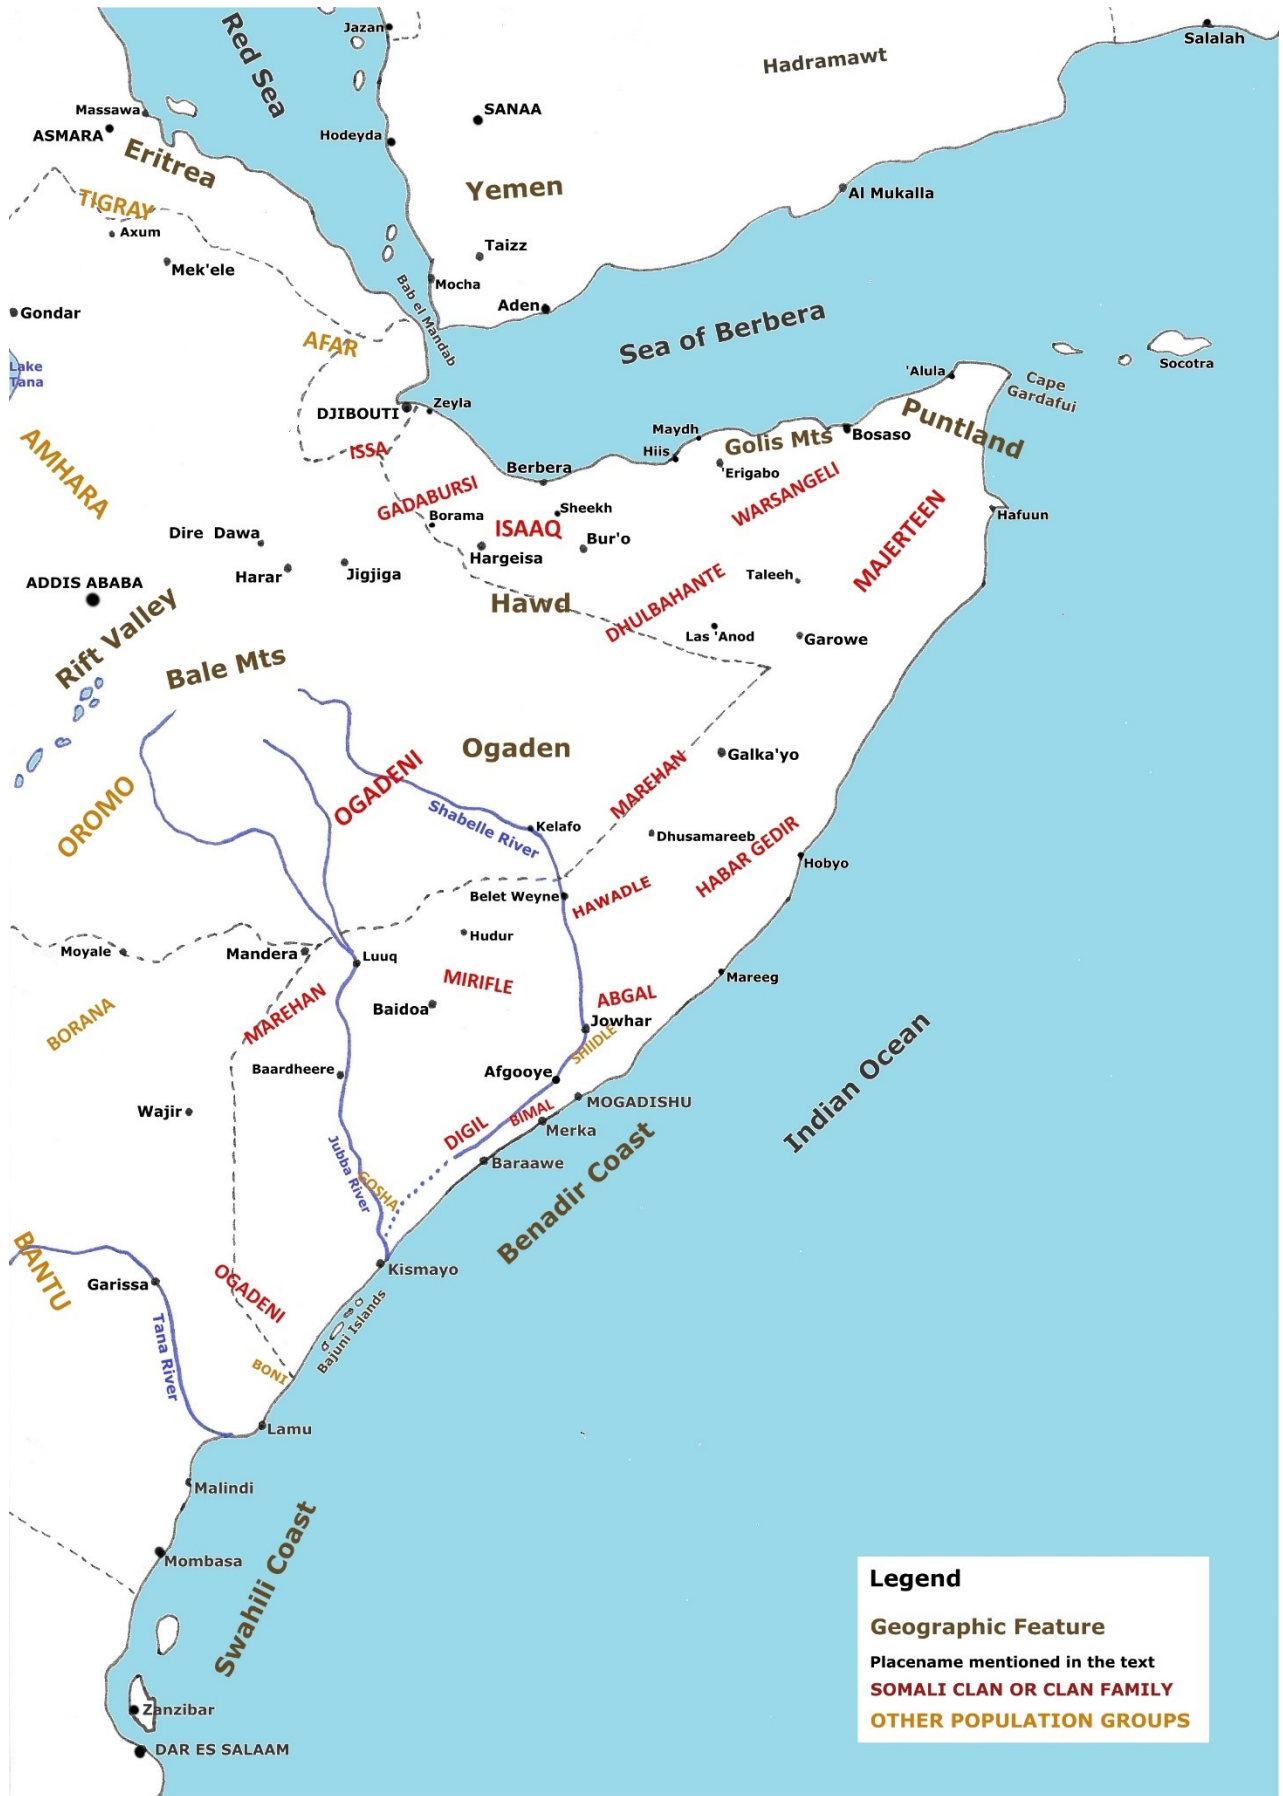 Jazan
Red Sea
Salalah
Hadramawt
Massawa
SANAA
ASMARA
Hodeyda
Eritrea
Yemen
Al Mukalla
TIGRAY
Axum
Taizz
Mek'ele
Mocha
Bab el Mandab
Aden
Gondar
Sea of Berbera
AFAR
Lake
Tana
Socotra
'Alula
Cape
Gardafui
DJIBOUTI
Zeyla
Puntland
Maydh
Golis Mts
Bosaso
ISSA
Hiis
AMHARA
Berbera
'Erigabo
GADABURSI
WARSANGELI
Borama
Sheekh
Hafuun
ISAAQ
MAJERTEEN
Dire Dawa
Bur'o
Hargeisa
Harar
Jigjiga
Taleeh
ADDIS ABABA
Hawd
DHULBAHANTE
Rift Valley
Las 'Anod
Garowe
Bale Mts
Ogaden
Galka'yo
OGADENI
MAREHAN
OROMO
Shabelle River
Kelafo
Dhusamareeb
HABAR GEDIR
Hobyo
Belet Weyne
HAWADLE
Moyale
Mandera
Luuq
Hudur
MIRIFLE
Mareeg
MAREHAN
Baidoa
ABGAL
BORANA
Jowhar
SHIIDLE
Indian Ocean
Baardheere
Afgooye
Wajir
MOGADISHU
BIMAL
DIGIL
Merka
Baraawe
Jubba River
GOSHA
Benadir Coast
BANTU
Kismayo
Garissa
OGADENI
Bajuni Islands
Tana River
BONI
Lamu
Malindi
Mombasa
Swahili Coast
Zanzibar
DAR ES SALAAM
Legend
Geographic Feature
Placename mentioned in the text
SOMALI CLAN OR CLAN FAMILY
OTHER POPULATION GROUPS